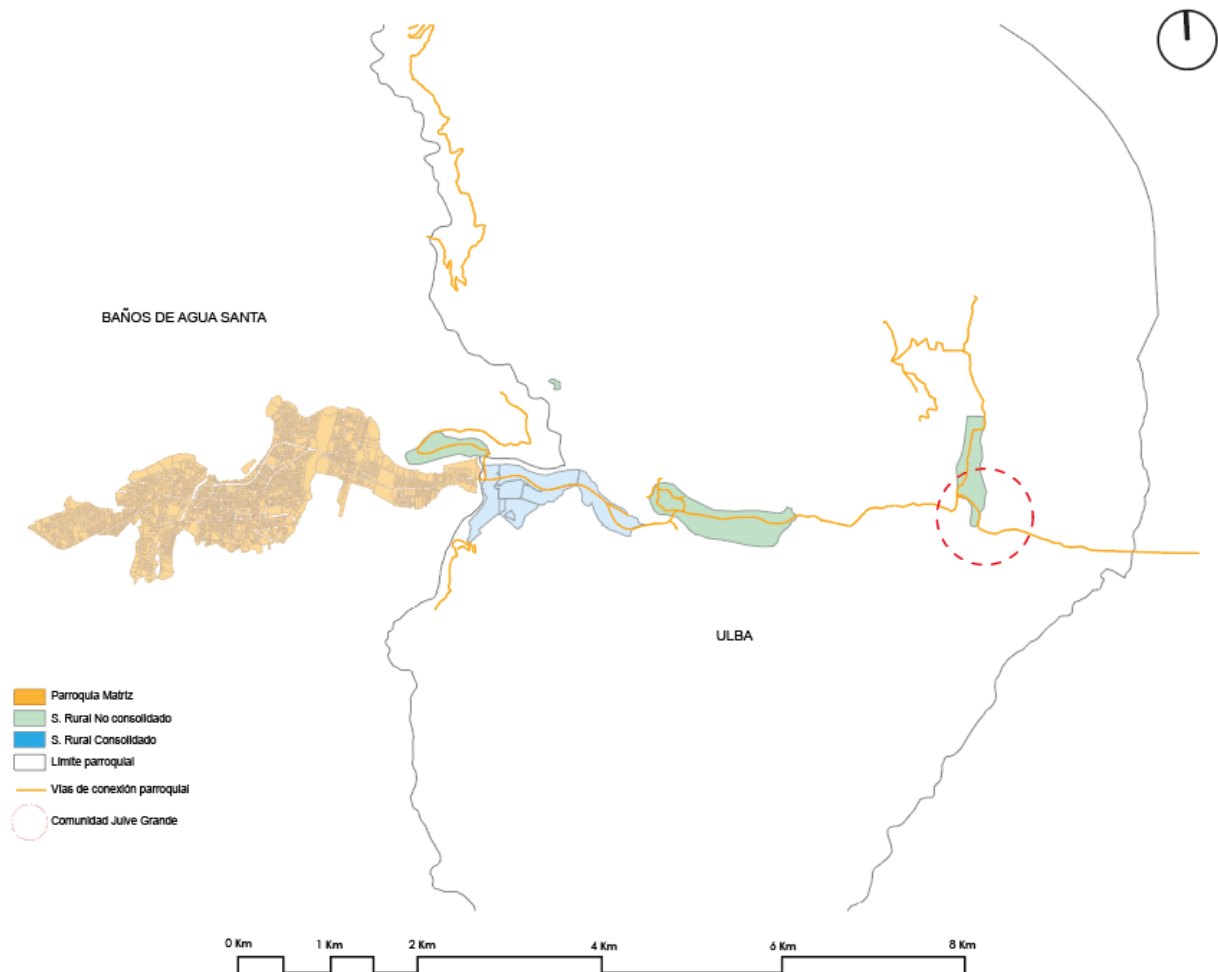 BAÑOS DE AGUA SANTA
ULBA
Parroquia Matriz
S. Rural No consolidado
S. Rural Consolidado
Limite parroquial
Vías de conexión parroquial
Comunidad Juive Grande
0 Km 1 Km 2 Km 4 Km 6 Km 8 Km